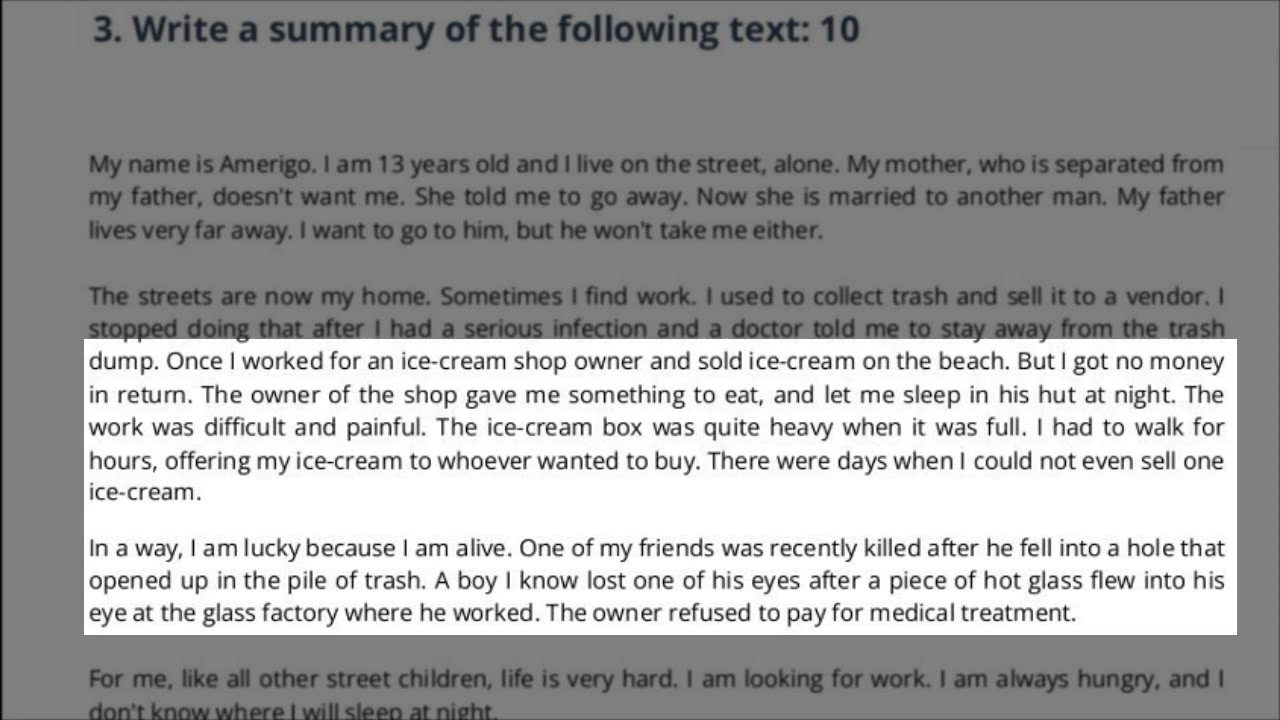 3. Write a summary of the following text: 10
My name is Amerigo. I am 13 years old and I live on the street, alone. My mother, who is separated from
my father, doesn't want me. She told me to go away. Now she is married to another man. My father
lives very far away. I want to go to him, but he won't take me either.
The streets are now my home. Sometimes I find work. I used to collect trash and sell it to a vendor. I
stopped doing that after I had a serious infection and a doctor told me to stay away from the trash
dump. Once I worked for an ice-cream shop owner and sold ice-cream on the beach. But I got no money
in return. The owner of the shop gave me something to eat, and let me sleep in his hut at night. The
work was difficult and painful. The ice-cream box was quite heavy when it was full. I had to walk for
hours, offering my ice-cream to whoever wanted to buy. There were days when I could not even sell one
ice-cream.
In a way, I am lucky because I am alive. One of my friends was recently killed after he fell into a hole that
opened up in the pile of trash. A boy I know lost one of his eyes after a piece of hot glass flew into his
eye at the glass factory where he worked. The owner refused to pay for medical treatment.
For me, like all other street children, life is very hard. I am looking for work. I am always hungry, and I
don't know where I will sleep at night.